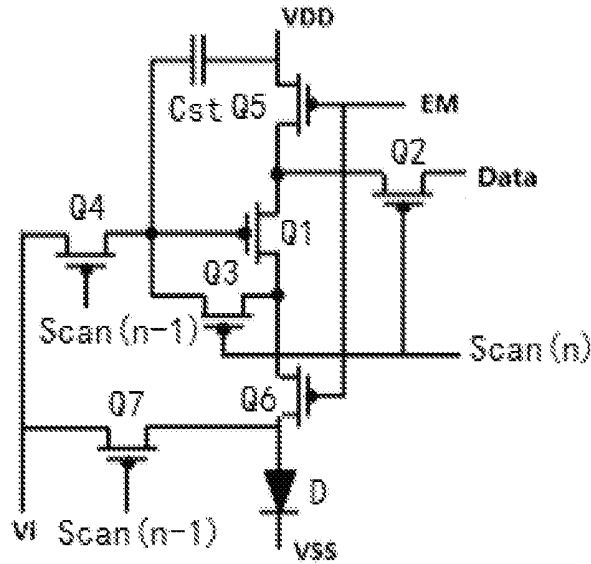 VDD
Cst
Q5
EM
Q2
Data
Q4
Q1
Q3
Scan(n-1)
Scan(n)
Q7
Q6
D
Vi
Scan(n-1)
VSS